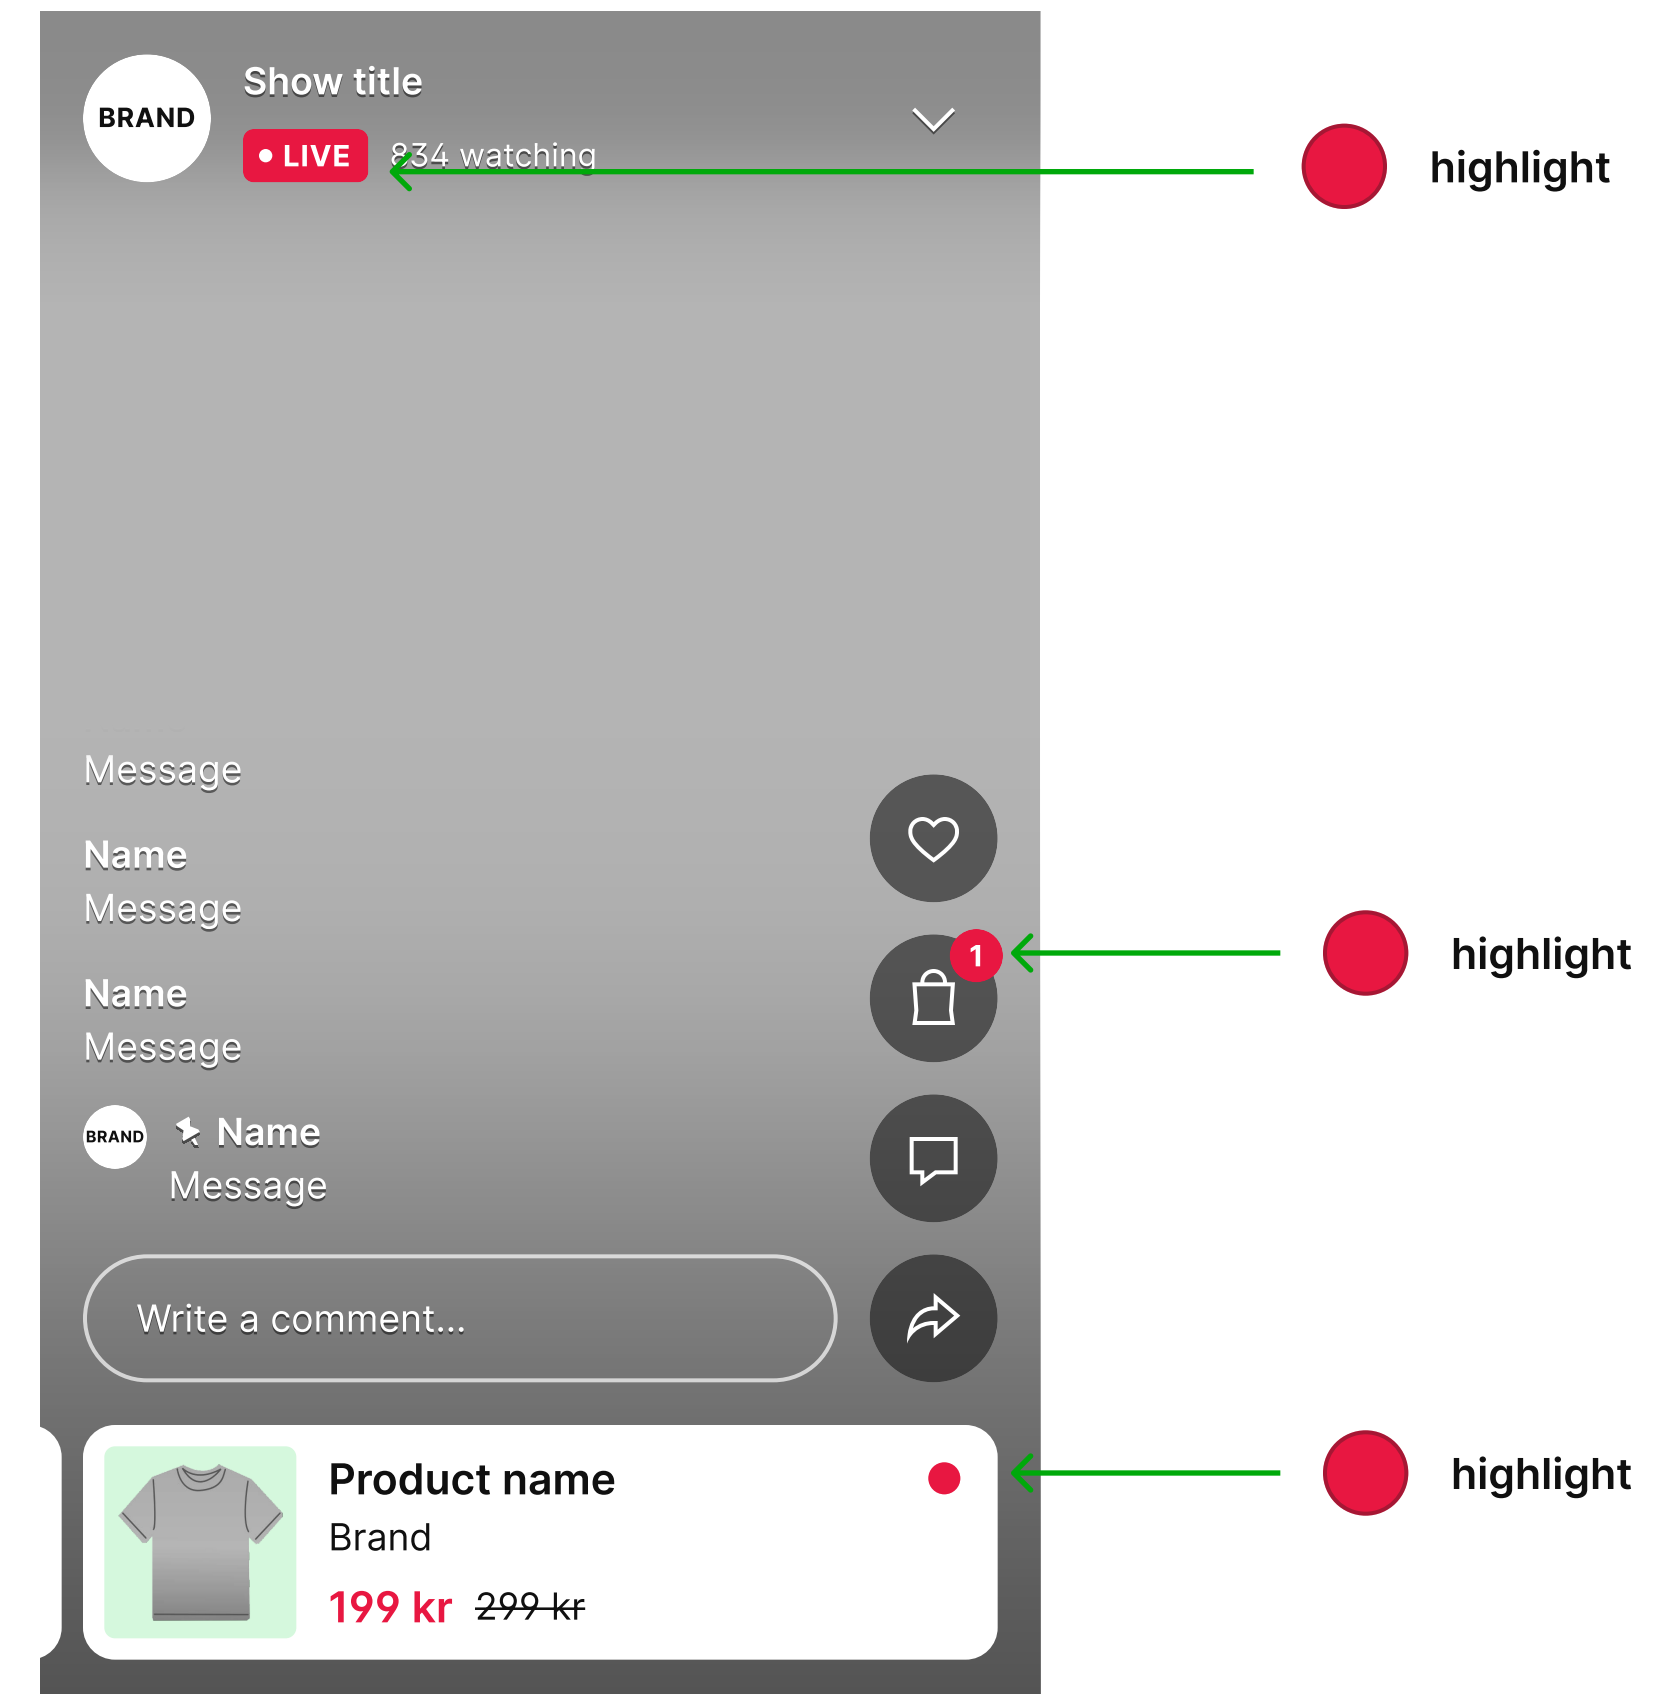 BRAND
Show title
LIVE
834 watching
highlight
Message
Name
Message
1
highlight
Name
Message
BRAND
Name
Message
Write a comment...
Product name
highlight
Brand
199 kr 299 kr